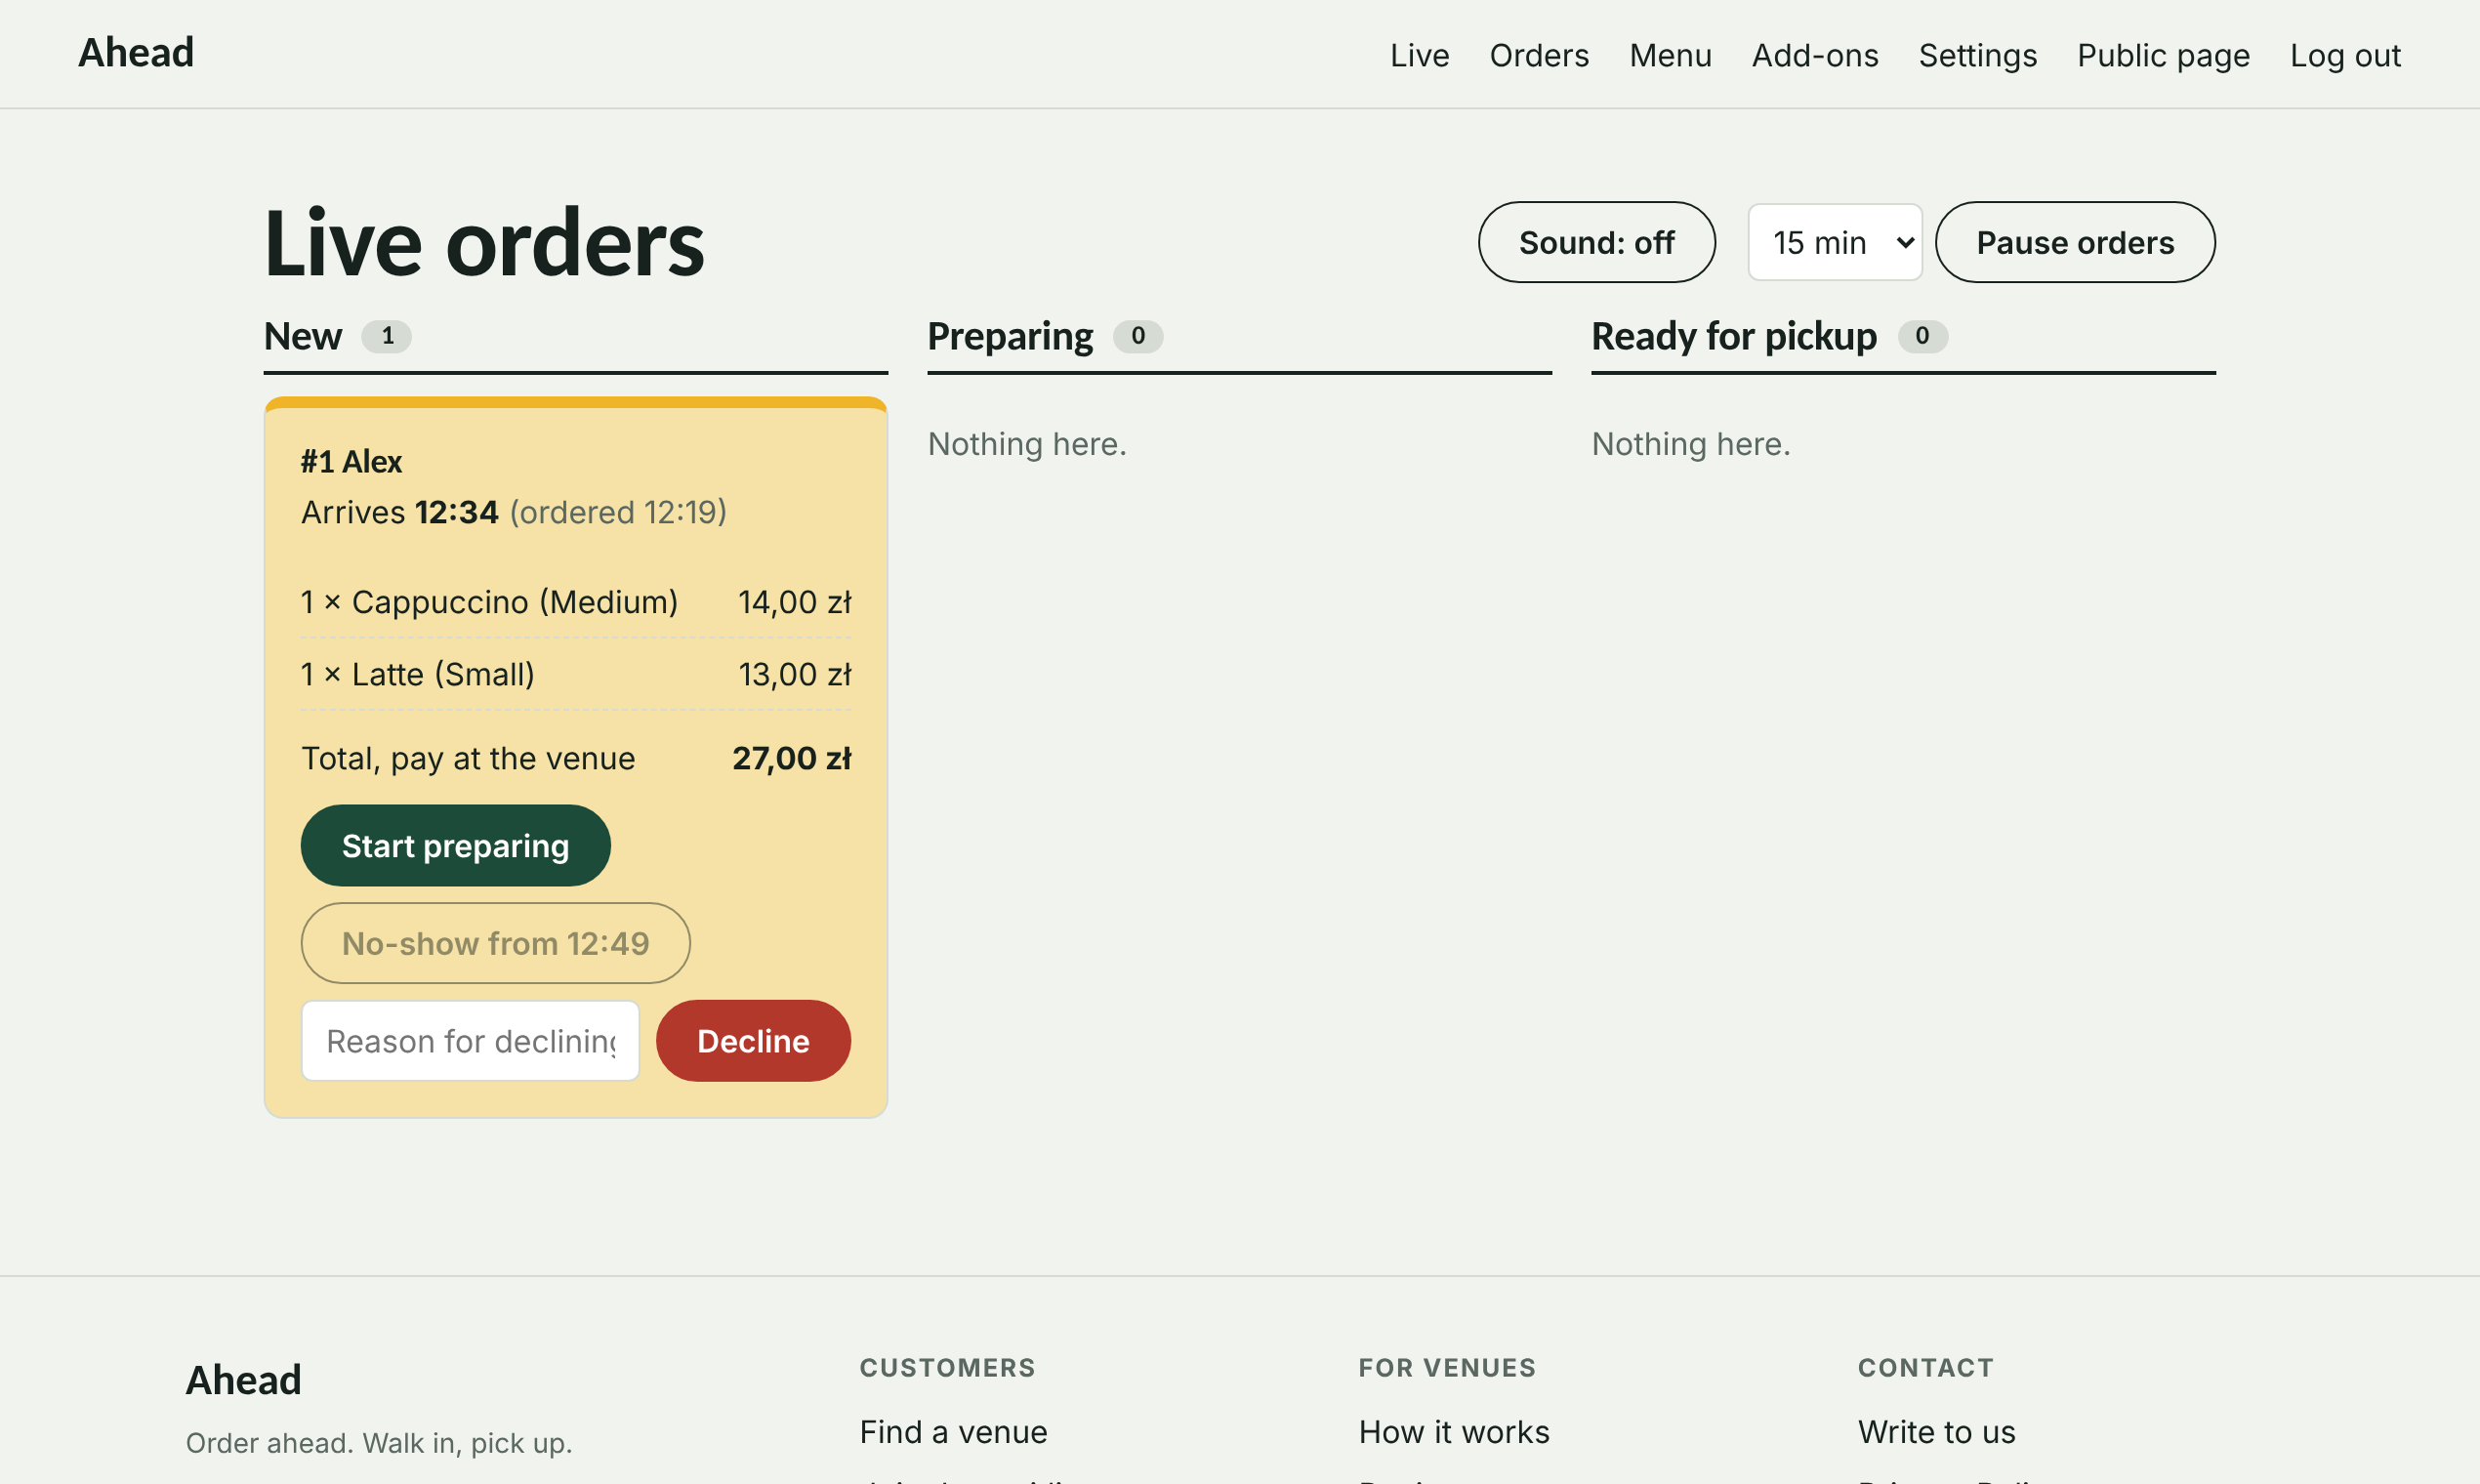 Ahead
Live Orders Menu Add-ons Settings Public page Log out
Live orders
Sound: off
15 min
Pause orders
New 1
Preparing 0
Ready for pickup 0
#1 Alex
Arrives 12:34 (ordered 12:19)
1 × Cappuccino (Medium) 14,00 zł
1 × Latte (Small) 13,00 zł
Total, pay at the venue 27,00 zł
Start preparing
No-show from 12:49
Reason for declining
Decline
Nothing here.
Nothing here.
Ahead
Order ahead. Walk in, pick up.
CUSTOMERS
Find a venue
FOR VENUES
How it works
CONTACT
Write to us